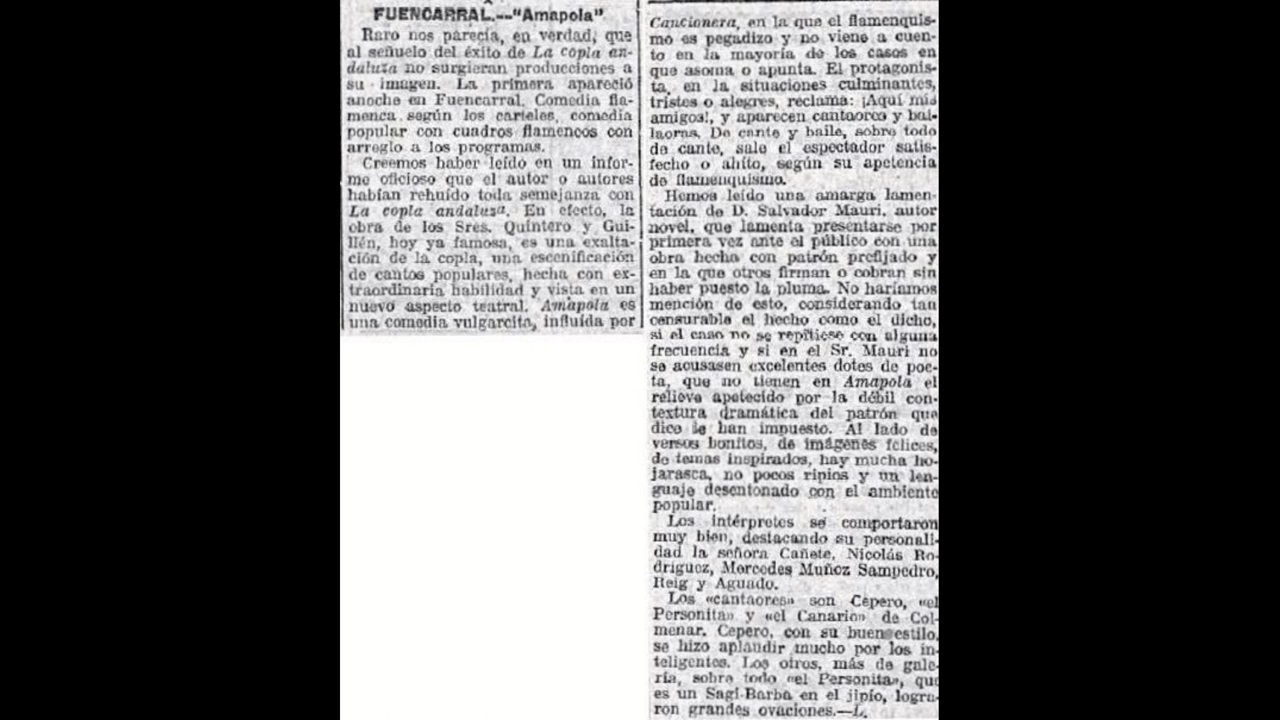 FUENCARRAL.--"Amapola"
Raro nos parecía, en verdad, que
al señuelo del éxito de La copla an-
daluza no surgieran producciones a
su imagen. La primera apareció
anoche en Fuencarral. Comedia fla-
menca según los carteles, comedia
popular con cuadros flamencos con
arreglo a los programas.
Creemos haber leído en un infor-
me oficioso que el autor o autores
habían rehuído toda semejanza con
La copla andaluza. En efecto, la
obra de los Sres. Quintero y Gui-
llén, hoy ya famosa, es una exalta-
ción de la copla, una escenificación
de cantos populares, hecha con ex-
traordinaria habilidad y vista en un
nuevo aspecto teatral. Amapola es
una comedia vulgarcita, influída por
Cancionera, en la que el flamenquis-
mo es pegadizo y no viene a cuen-
to en la mayoría de los casos en
que asoma o apunta. El protagonis-
ta, en la situaciones culminantes,
tristes o alegres, reclama: ¡Aquí mis
amigos!, y aparecen cantaores y bai-
laoras. De cante y baile, sobre todo
de cante, sale el espectador satis-
fecho o ahito, según su apetencia
de flamenquismo.
Hemos leído una amarga lamen-
tación de D. Salvador Mauri, autor
novel, que lamenta presentarse por
primera vez ante el público con una
obra hecha con patrón prefijado y
en la que otros firman o cobran sin
haber puesto la pluma. No haríamos
mención de esto, considerando tan
censurable el hecho como el dicho,
si el caso no se repitiese con alguna
frecuencia y si en el Sr. Mauri no
se acusasen excelentes dotes de poe-
ta, que no tienen en Amapola el
relieve apetecido por la débil con-
textura dramática del patrón que
dice le han impuesto. Al lado de
versos bonitos, de imágenes felices,
de temas inspirados, hay mucha ho-
jarasca, no pocos ripios y un len-
guaje desentonado con el ambiente
popular.
Los intérpretes se comportaron
muy bien, destacando su personali-
dad la señora Cañete, Nicolás Ro-
dríguez, Mercedes Muñoz Sampedro,
Reig y Aguado.
Los «cantaores» son Cepero, «el
Personita» y «el Canario» de Col-
menar. Cepero, con su buen estilo,
se hizo aplaudir mucho por los in-
teligentes. Los otros, más de gale-
ría, sobre todo «el Personita», que
es un Sagi-Barba en el jipío, logra-
ron grandes ovaciones.—L.